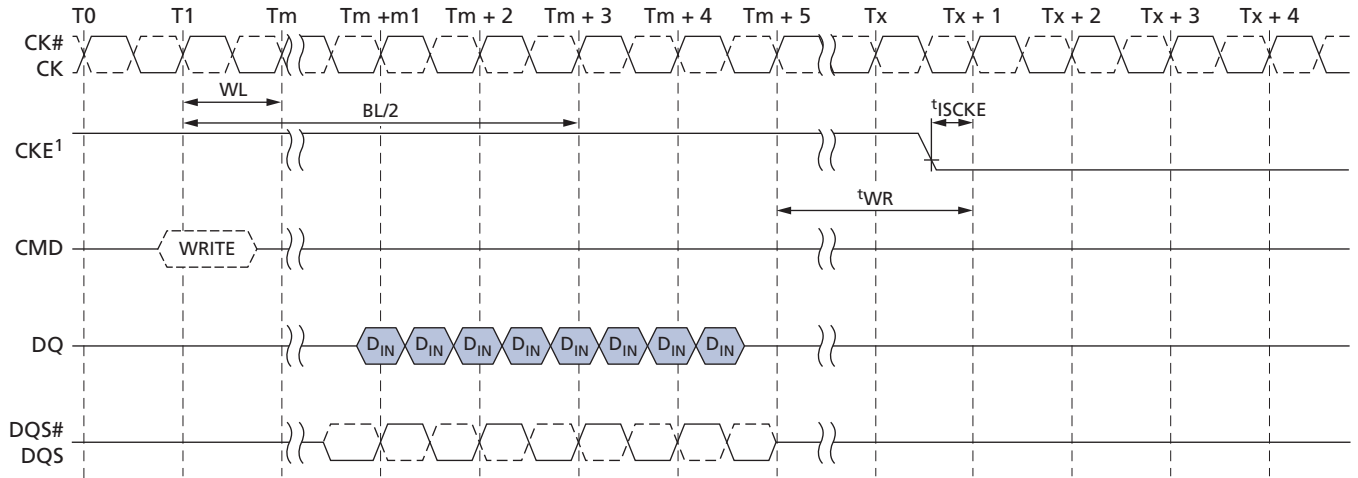 T0 T1 Tm Tm +m1 Tm + 2 Tm + 3 Tm + 4 Tm + 5 Tx Tx + 1 Tx + 2 Tx + 3 Tx + 4
CK#
CK
WL
BL/2
tISCKE
CKE1
tWR
CMD WRITE
DQ DIN DIN DIN DIN DIN DIN DIN DIN
DQS#
DQS